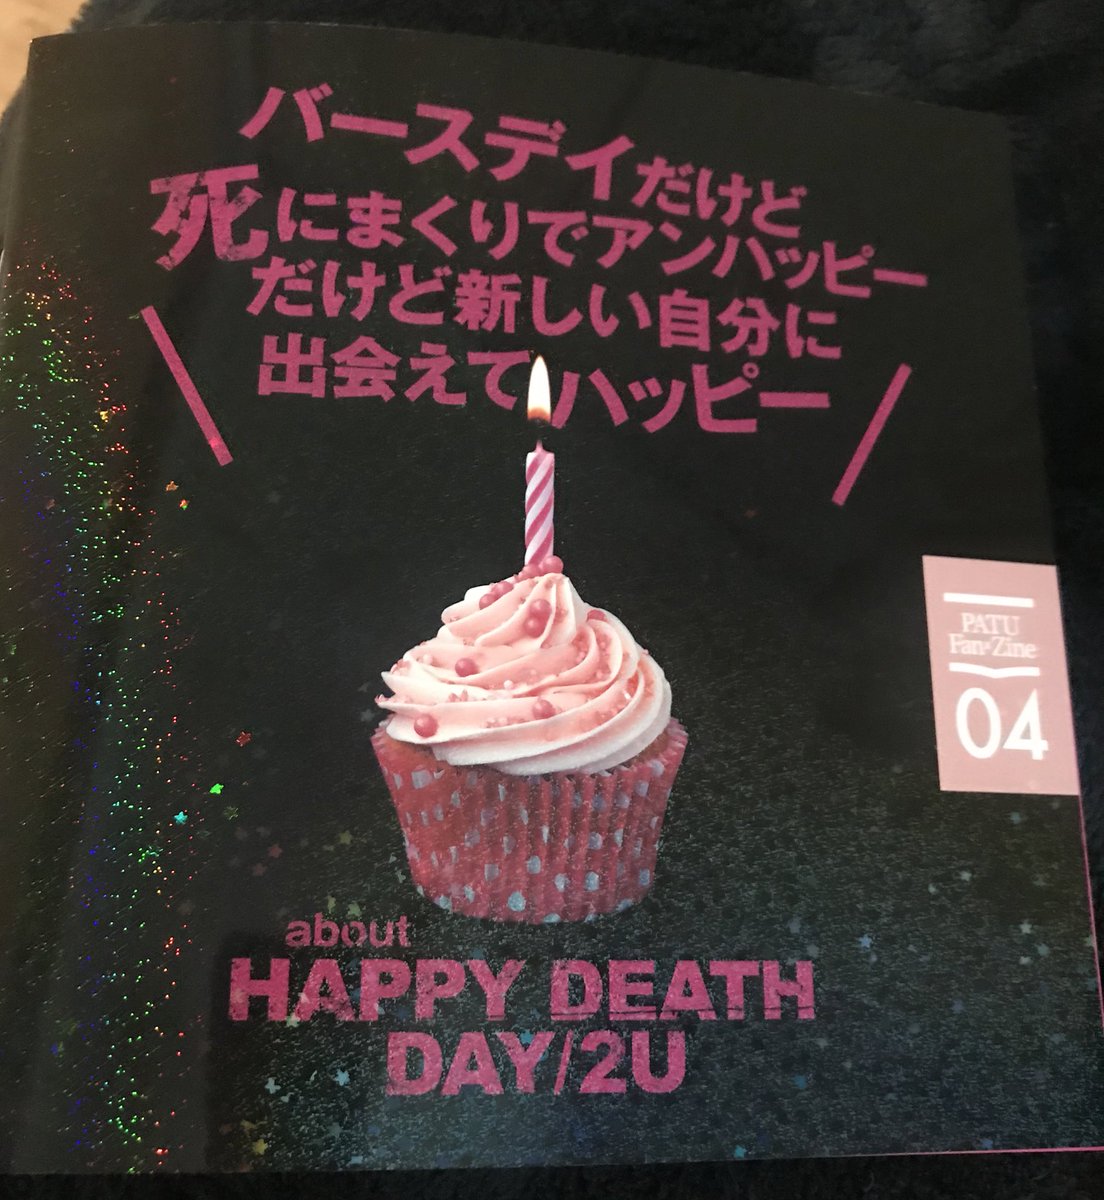 バースデイだけど
死にまくりでアンハッピー
だけど新しい自分に
出会えてハッピー
PATU
Fan×Zine
04
about
HAPPY DEATH
DAY/2U